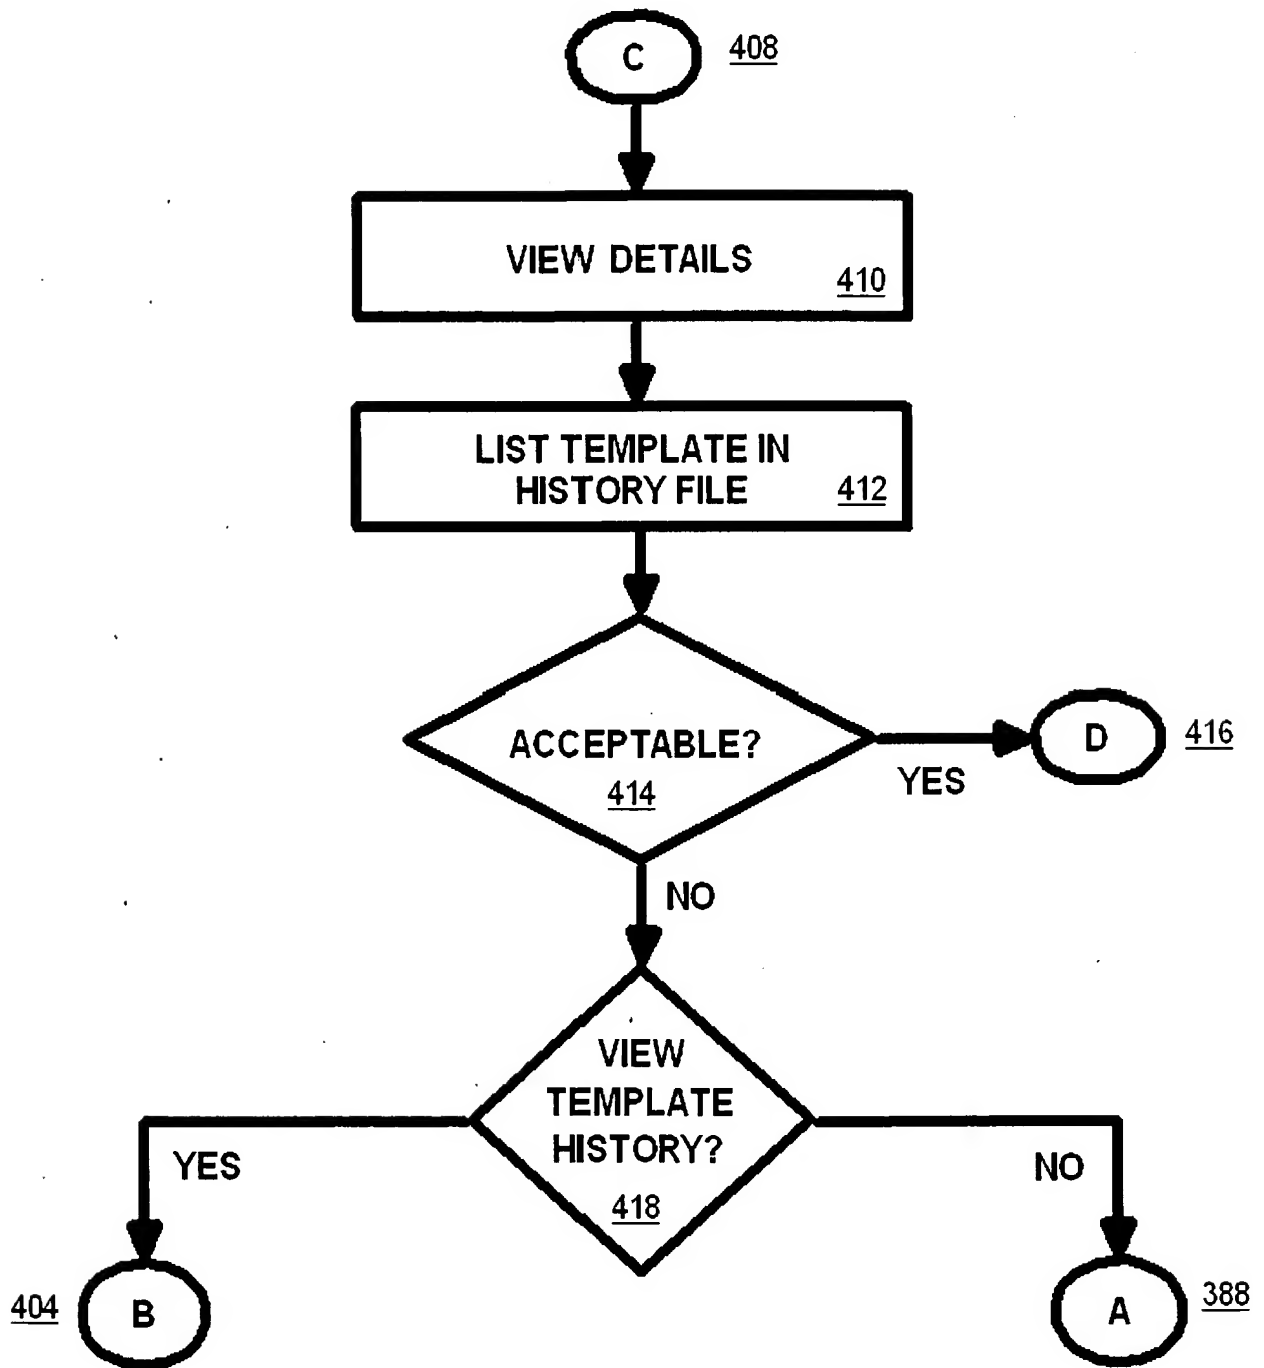 C
408
VIEW DETAILS
410
LIST TEMPLATE IN
HISTORY FILE
412
ACCEPTABLE?
414
YES
D
416
NO
VIEW
TEMPLATE
HISTORY?
418
YES
NO
404
B
A
388